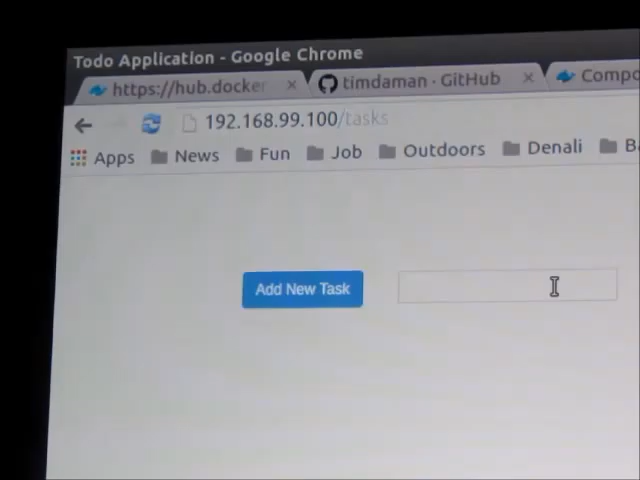 Todo Application - Google Chrome
https://hub.docker timdaman · GitHub Compo
192.168.99.100/tasks
Apps News Fun Job Outdoors Denali
Add New Task